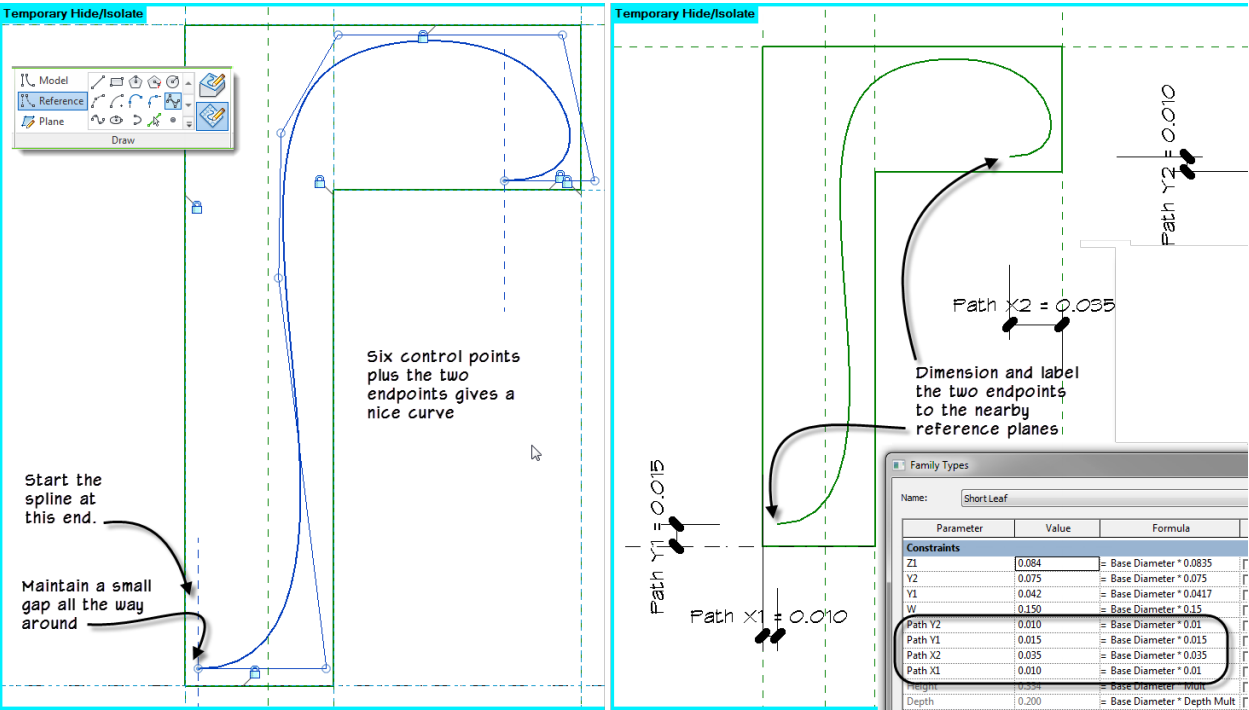 Temporary Hide/Isolate
Model
Reference
Plane
Draw
Six control points
plus the two
endpoints gives a
nice curve
Start the
spline at
this end.
Maintain a small
gap all the way
around
Temporary Hide/Isolate
Path Y2 = 0.010
Path X2 = 0.035
Dimension and label
the two endpoints
to the nearby
reference planes
Path Y1 = 0.015
Path X1 = 0.010
Family Types
Name: Short Leaf
Parameter Value Formula
Constraints
Z1 0.084 = Base Diameter * 0.0835
Y2 0.075 = Base Diameter * 0.075
Y1 0.042 = Base Diameter * 0.0417
W 0.150 = Base Diameter * 0.15
Path Y2 0.010 = Base Diameter * 0.01
Path Y1 0.015 = Base Diameter * 0.015
Path X2 0.035 = Base Diameter * 0.035
Path X1 0.010 = Base Diameter * 0.01
Height 0.334 = Base Diameter * Mult
Depth 0.200 = Base Diameter * Depth Mult